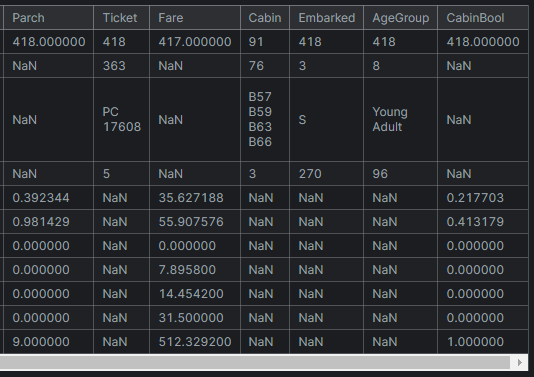 Parch Ticket Fare Cabin Embarked AgeGroup CabinBool
418.000000 418 417.000000 91 418 418 418.000000
NaN 363 NaN 76 3 8 NaN
NaN PC 17608 NaN B57 B59 B63 B66 S Young Adult NaN
NaN 5 NaN 3 270 96 NaN
0.392344 NaN 35.627188 NaN NaN NaN 0.217703
0.981429 NaN 55.907576 NaN NaN NaN 0.413179
0.000000 NaN 0.000000 NaN NaN NaN 0.000000
0.000000 NaN 7.895800 NaN NaN NaN 0.000000
0.000000 NaN 14.454200 NaN NaN NaN 0.000000
0.000000 NaN 31.500000 NaN NaN NaN 0.000000
9.000000 NaN 512.329200 NaN NaN NaN 1.000000